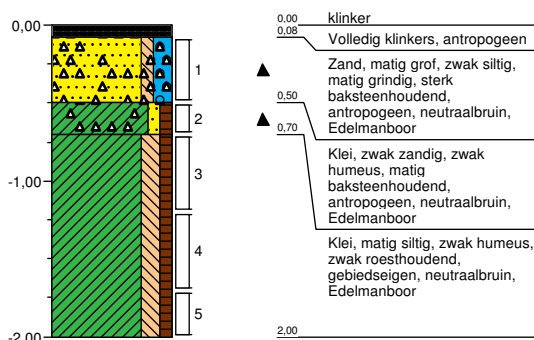 0,00
-1,00
-2,00
1
2
3
4
5
0,00
klinker
0,08
Volledig klinkers, antropogeen
Zand, matig grof, zwak siltig,
matig grindig, sterk
baksteenhoudend,
antropogeen, neutraalbruin,
Edelmanboor
0,50
Klei, zwak zandig, zwak
humeus, matig
baksteenhoudend,
antropogeen, neutraalbruin,
Edelmanboor
0,70
Klei, matig siltig, zwak humeus,
zwak roesthoudend,
gebiedseigen, neutraalbruin,
Edelmanboor
2,00